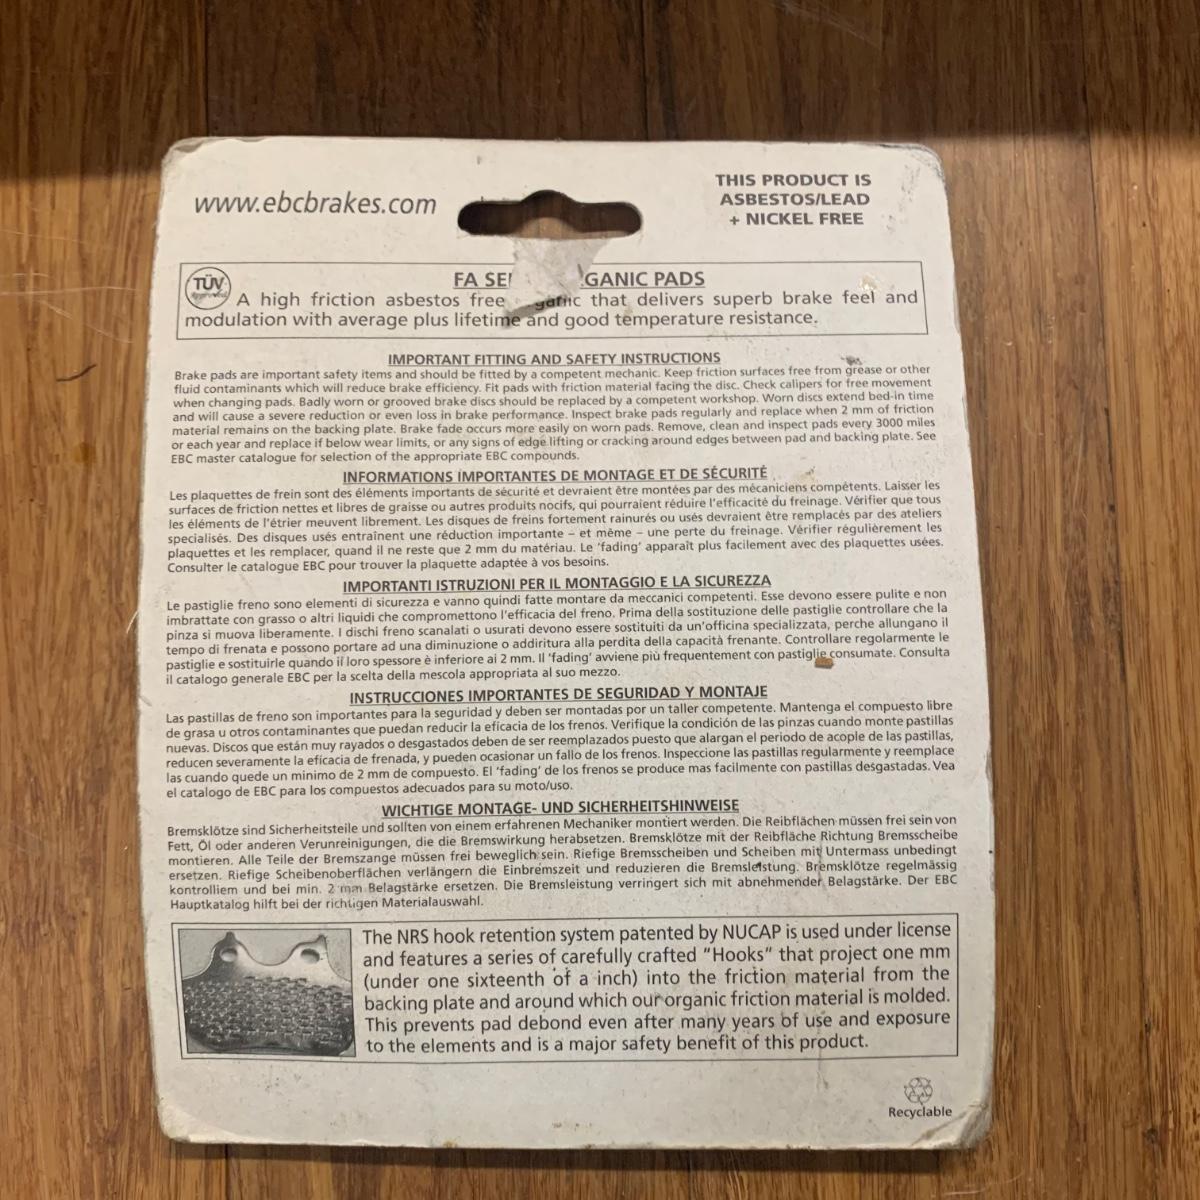 www.ebcbrakes.com
THIS PRODUCT IS
ASBESTOS/LEAD
+ NICKEL FREE
TÜV
Approved
FA GANIC PADS
A high friction asbestos free that delivers superb brake feel and
modulation with average plus lifetime and good temperature resistance.
IMPORTANT FITTING AND SAFETY INSTRUCTIONS
Brake pads are important safety items and should be fitted by a competent mechanic. Keep friction surfaces free from grease or other
fluid contaminants which will reduce brake efficiency. Fit pads with friction material facing the disc. Check calipers for free movement
when changing pads. Badly worn or grooved brake discs should be replaced by a competent workshop. Worn discs extend bed-in time
and will cause a severe reduction or even loss in brake performance. Inspect brake pads regularly and replace when 2 mm of friction
material remains on the backing plate. Brake fade occurs more easily on worn pads. Remove, clean and inspect pads every 3000 miles
or each year and replace if below wear limits, or any signs of edge lifting or cracking around edges between pad and backing plate. See
EBC master catalogue for selection of the appropriate EBC compounds.
INFORMATIONS IMPORTANTES DE MONTAGE ET DE SÉCURITÉ
Les plaquettes de frein sont des éléments importants de sécurité et devraient être montées par des mécaniciens compétents. Laisser les
surfaces de friction nettes et libres de graisse ou autres produits nocifs, qui pourraient réduire l'efficacité du freinage. Vérifier que tous
les éléments de l'étrier meuvent librement. Les disques de freins fortement rainurés ou usés devraient être remplacés par des ateliers
specialisés. Des disques usés entraînent une réduction importante – et même – une perte du freinage. Vérifier régulièrement les
plaquettes et les remplacer, quand il ne reste que 2 mm du matériau. Le 'fading' apparaît plus facilement avec des plaquettes usées.
Consulter le catalogue EBC pour trouver la plaquette adaptée à vos besoins.
IMPORTANTI ISTRUZIONI PER IL MONTAGGIO E LA SICUREZZA
Le pastiglie freno sono elementi di sicurezza e vanno quindi fatte montare da meccanici competenti. Esse devono essere pulite e non
imbrattate con grasso o altri liquidi che compromettono l'efficacia del freno. Prima della sostituzione delle pastiglie controllare che la
pinza si muova liberamente. I dischi freno scanalati o usurati devono essere sostituiti da un'officina specializzata, perche allungano il
tempo di frenata e possono portare ad una diminuzione o addiritura alla perdita della capacità frenante. Controllare regolarmente le
pastiglie e sostituirle quando il loro spessore è inferiore ai 2 mm. Il 'fading' avviene più frequentemente con pastiglie consumate. Consulta
il catalogo generale EBC per la scelta della mescola appropriata al suo mezzo.
INSTRUCCIONES IMPORTANTES DE SEGURIDAD Y MONTAJE
Las pastillas de freno son importantes para la seguridad y deben ser montadas por un taller competente. Mantenga el compuesto libre
de grasa u otros contaminantes que puedan reducir la eficacia de los frenos. Verifique la condición de las pinzas cuando monte pastillas
nuevas. Discos que están muy rayados o desgastados deben de ser reemplazados puesto que alargan el periodo de acople de las pastillas,
reducen severamente la eficacia de frenada, y pueden ocasionar un fallo de los frenos. Inspeccione las pastillas regularmente y reemplace
las cuando quede un minimo de 2 mm de compuesto. El 'fading' de los frenos se produce mas facilmente con pastillas desgastadas. Vea
el catalogo de EBC para los compuestos adecuados para su moto/uso.
WICHTIGE MONTAGE- UND SICHERHEITSHINWEISE
Bremsklötze sind Sicherheitsteile und sollten von einem erfahrenen Mechaniker montiert werden. Die Reibflächen müssen frei sein von
Fett, Öl oder anderen Verunreinigungen, die die Bremswirkung herabsetzen. Bremsklötze mit der Reibfläche Richtung Bremsscheibe
montieren. Alle Teile der Bremszange müssen frei beweglich sein. Riefige Bremsscheiben und Scheiben mit Untermass unbedingt
ersetzen. Riefige Scheibenoberflächen verlängern die Einbremszeit und reduzieren die Bremsleistung. Bremsklötze regelmässig
kontrolliem und bei min. 2 mm Belagstärke ersetzen. Die Bremsleistung verringert sich mit abnehmender Belagstärke. Der EBC
Hauptkatalog hilft bei der richtigen Materialauswahl.
The NRS hook retention system patented by NUCAP is used under license
and features a series of carefully crafted "Hooks" that project one mm
(under one sixteenth of a inch) into the friction material from the
backing plate and around which our organic friction material is molded.
This prevents pad debond even after many years of use and exposure
to the elements and is a major safety benefit of this product.
Recyclable